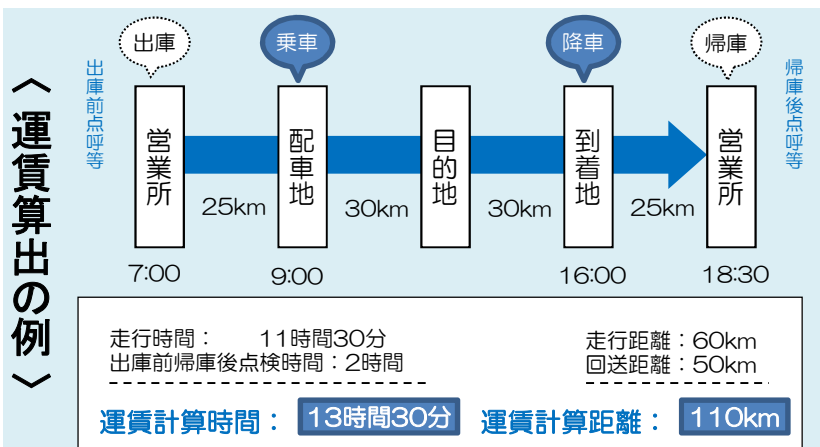 〈運賃算出の例〉
出庫
乗車
降車
帰庫
出庫前点呼等
営業所
配車地
目的地
到着地
営業所
帰庫後点呼等
25km
30km
30km
25km
7:00
9:00
16:00
18:30
走行時間： 11時間30分
出庫前帰庫後点検時間：2時間
走行距離：60km
回送距離：50km
運賃計算時間： 13時間30分
運賃計算距離： 110km